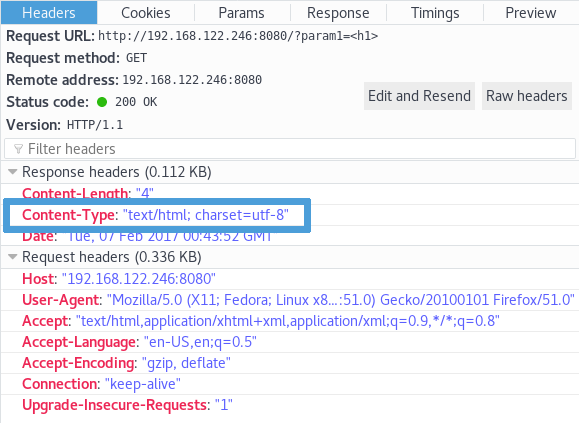 Headers Cookies Params Response Timings Preview
Request URL: http://192.168.122.246:8080/?param1=<h1>
Request method: GET
Remote address: 192.168.122.246:8080
Status code: 200 OK
Edit and Resend Raw headers
Version: HTTP/1.1
Filter headers
Response headers (0.112 KB)
Content-Length: "4"
Content-Type: "text/html; charset=utf-8"
Date: "Tue, 07 Feb 2017 00:43:52 GMT"
Request headers (0.336 KB)
Host: "192.168.122.246:8080"
User-Agent: "Mozilla/5.0 (X11; Fedora; Linux x8…:51.0) Gecko/20100101 Firefox/51.0"
Accept: "text/html,application/xhtml+xml,application/xml;q=0.9,*/*;q=0.8"
Accept-Language: "en-US,en;q=0.5"
Accept-Encoding: "gzip, deflate"
Connection: "keep-alive"
Upgrade-Insecure-Requests: "1"